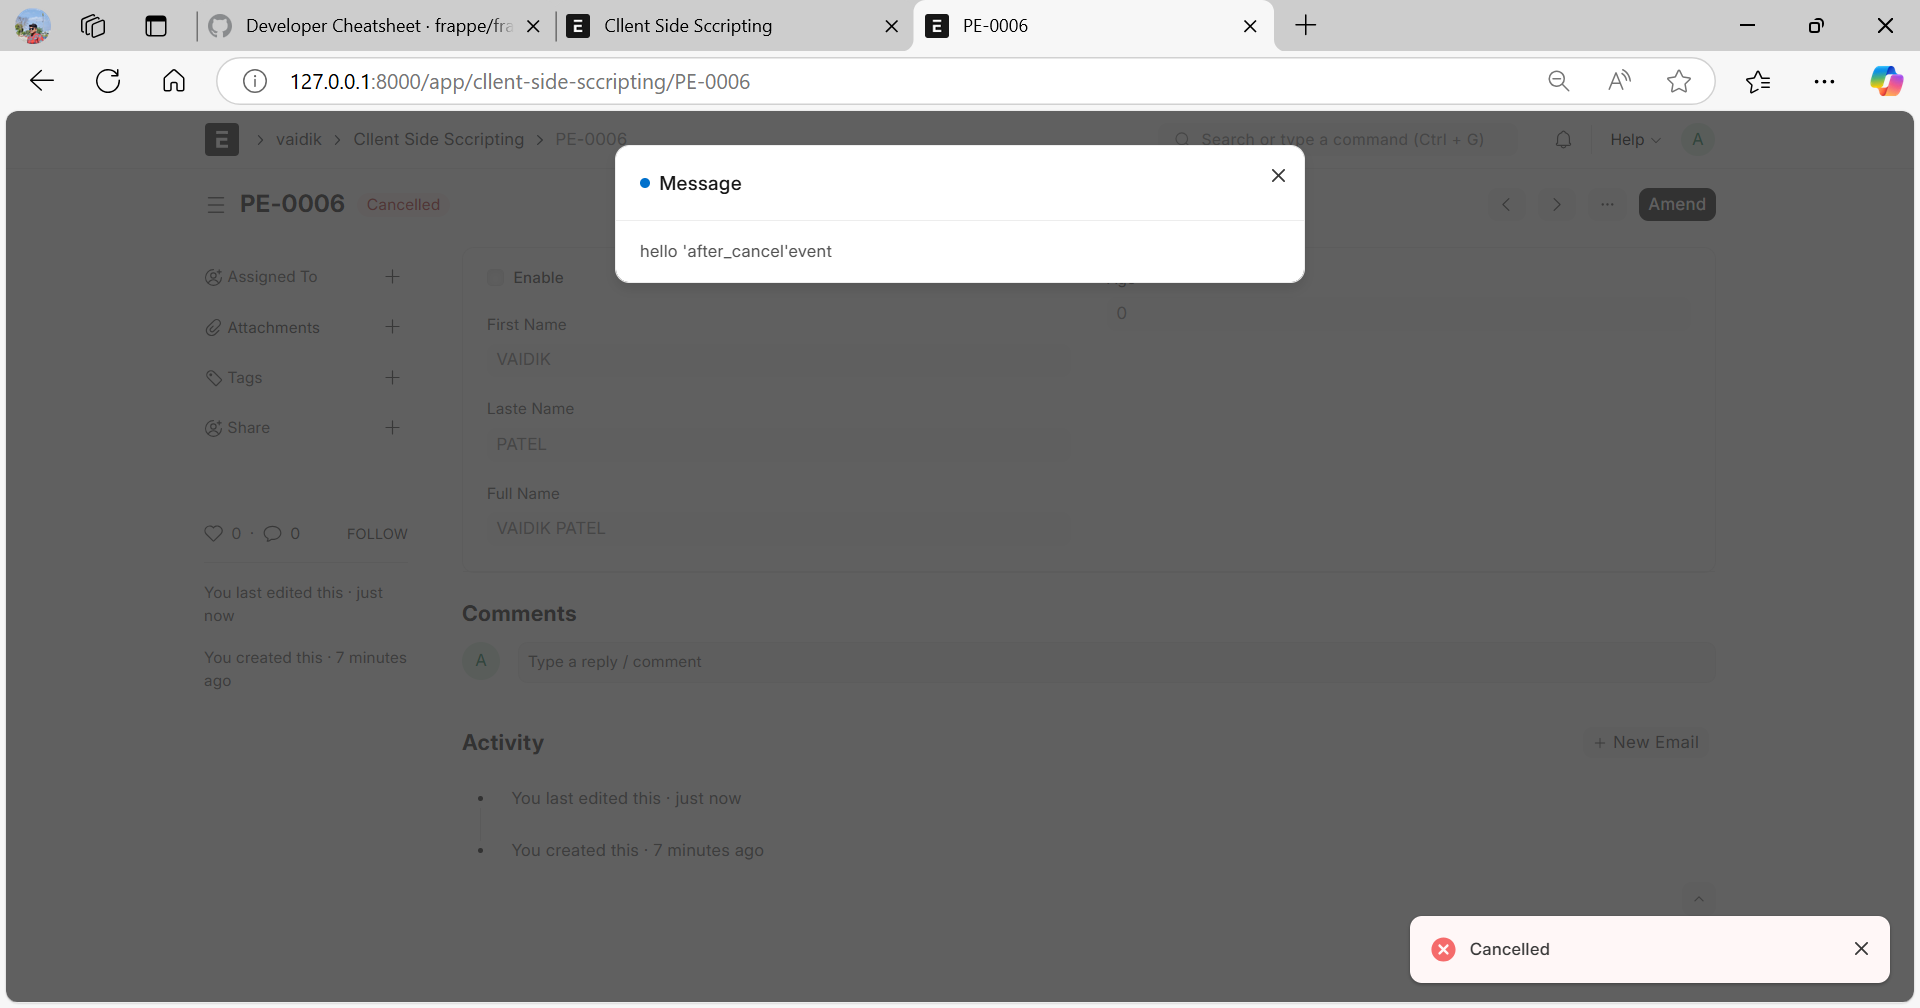 Developer Cheatsheet · frappe/fra
Cllent Side Sccripting
PE-0006
127.0.0.1:8000/app/cllent-side-sccripting/PE-0006
E > vaidik > Cllent Side Sccripting > PE-0006
Search or type a command (Ctrl + G)
Help
A
PE-0006 Cancelled
Amend
Message
hello 'after_cancel'event
Assigned To
Attachments
Tags
Share
0 · 0 FOLLOW
You last edited this · just
now
You created this · 7 minutes
ago
Enable
First Name
VAIDIK
Laste Name
PATEL
Full Name
VAIDIK PATEL
0
Comments
A
Type a reply / comment
Activity
+ New Email
You last edited this · just now
You created this · 7 minutes ago
Cancelled